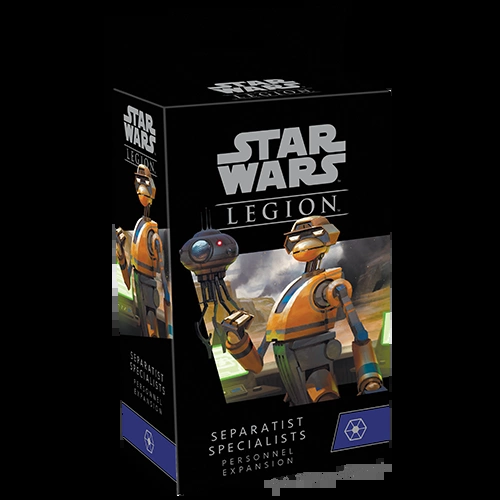 STAR
WARS
LEGION
SEPARATIST
SPECIALISTS
PERSONNEL
EXPANSION
STAR
WARS
LEGION
SEPARATIST
SPECIALISTS
PERSONNEL
EXPANSION